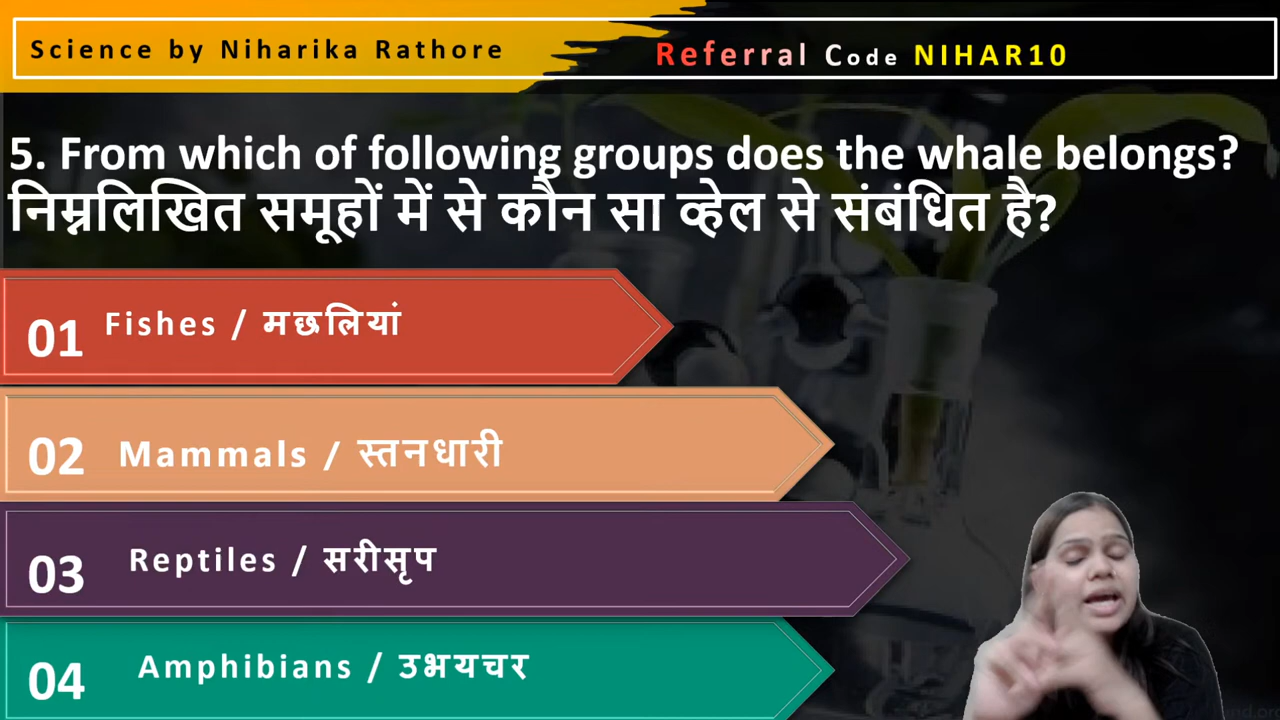 Science by Niharika Rathore
Referral Code NIHAR10
5. From which of following groups does the whale belongs?
निम्नलिखित समूहों में से कौन सा व्हेल से संबंधित है?
01 Fishes / मछलियां
02 Mammals / स्तनधारी
03 Reptiles / सरीसृप
04 Amphibians / उभयचर